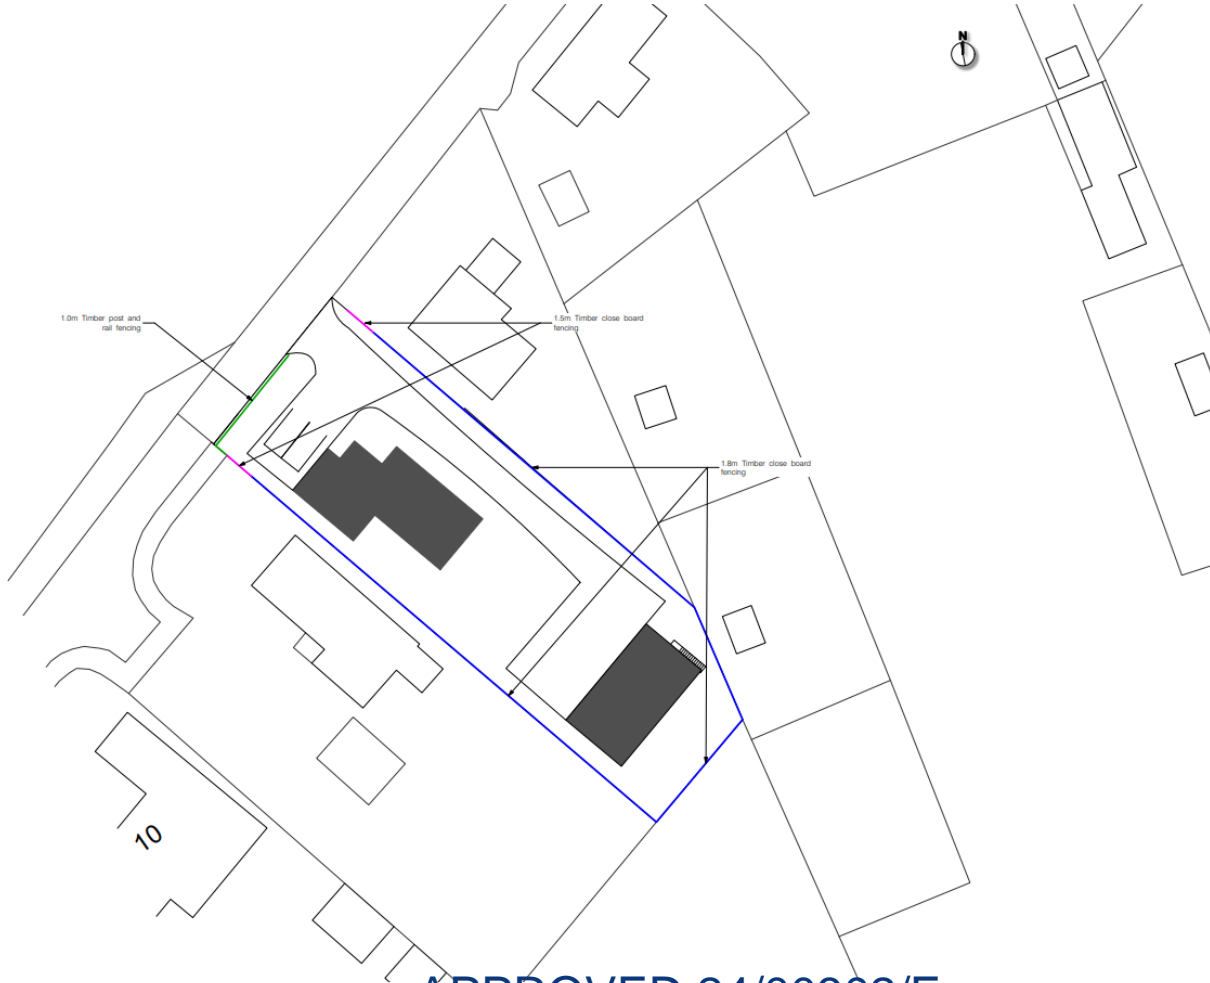 N
1.0m Timber post and
rail fencing
1.5m Timber close board
fencing
1.8m Timber close board
fencing
10